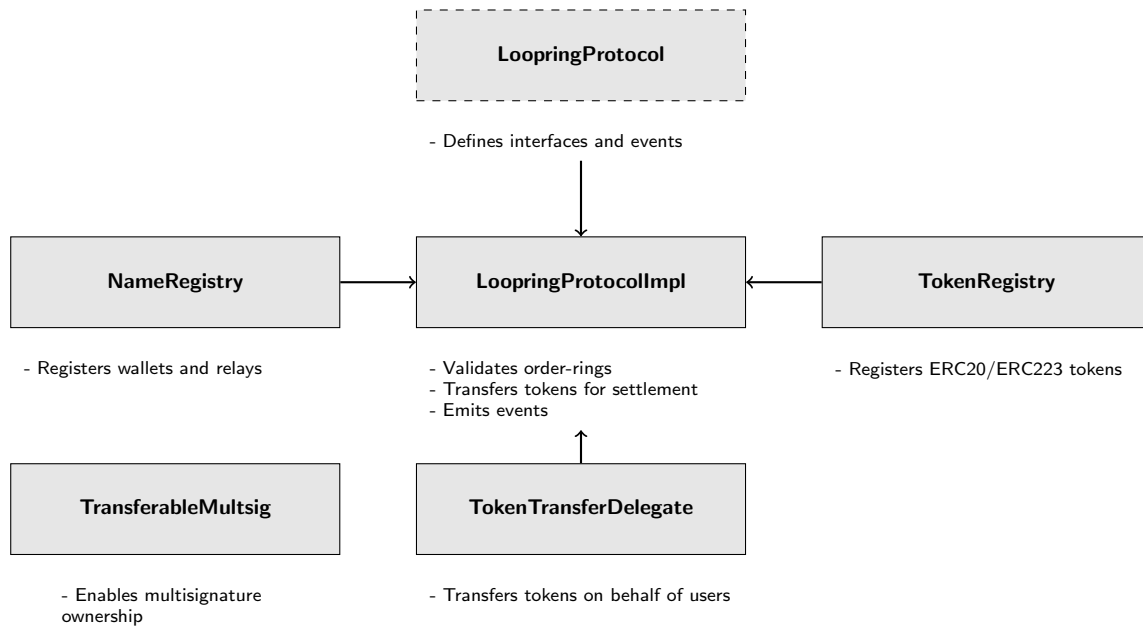 LoopringProtocol
- Defines interfaces and events
NameRegistry
LoopringProtocolImpl
TokenRegistry
- Registers wallets and relays
- Validates order-rings
- Transfers tokens for settlement
- Emits events
- Registers ERC20/ERC223 tokens
TransferableMultsig
TokenTransferDelegate
- Enables multisignature
ownership
- Transfers tokens on behalf of users